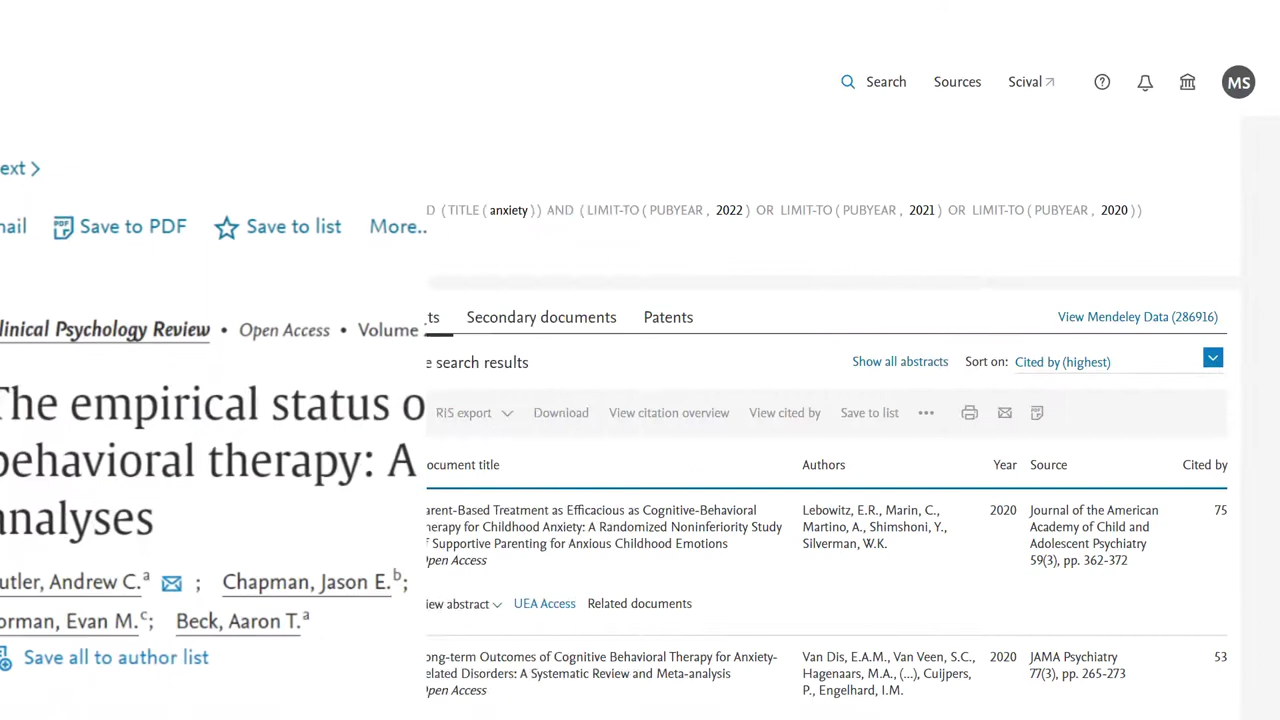 Search Sources Scival MS
ext >
ail Save to PDF Save to list More..
D (TITLE ( anxiety )) AND ( LIMIT-TO ( PUBYEAR , 2022 ) OR LIMIT-TO ( PUBYEAR , 2021 ) OR LIMIT-TO ( PUBYEAR , 2020 ))
linical Psychology Review • Open Access • Volume
The empirical status o
behavioral therapy: A
analyses
utler, Andrew C.a ; Chapman, Jason E.b;
orman, Evan M.c; Beck, Aaron T.a
Save all to author list
ts Secondary documents Patents View Mendeley Data (286916)
e search results Show all abstracts Sort on: Cited by (highest)
RIS export Download View citation overview View cited by Save to list •••
ocument title Authors Year Source Cited by
arent-Based Treatment as Efficacious as Cognitive-Behavioral Lebowitz, E.R., Marin, C., 2020 Journal of the American 75
herapy for Childhood Anxiety: A Randomized Noninferiority Study Martino, A., Shimshoni, Y., Academy of Child and
f Supportive Parenting for Anxious Childhood Emotions Silverman, W.K. Adolescent Psychiatry
pen Access 59(3), pp. 362-372
iew abstract UEA Access Related documents
ong-term Outcomes of Cognitive Behavioral Therapy for Anxiety- Van Dis, E.A.M., Van Veen, S.C., 2020 JAMA Psychiatry 53
elated Disorders: A Systematic Review and Meta-analysis Hagenaars, M.A., (...), Cuijpers, 77(3), pp. 265-273
pen Access P., Engelhard, I.M.